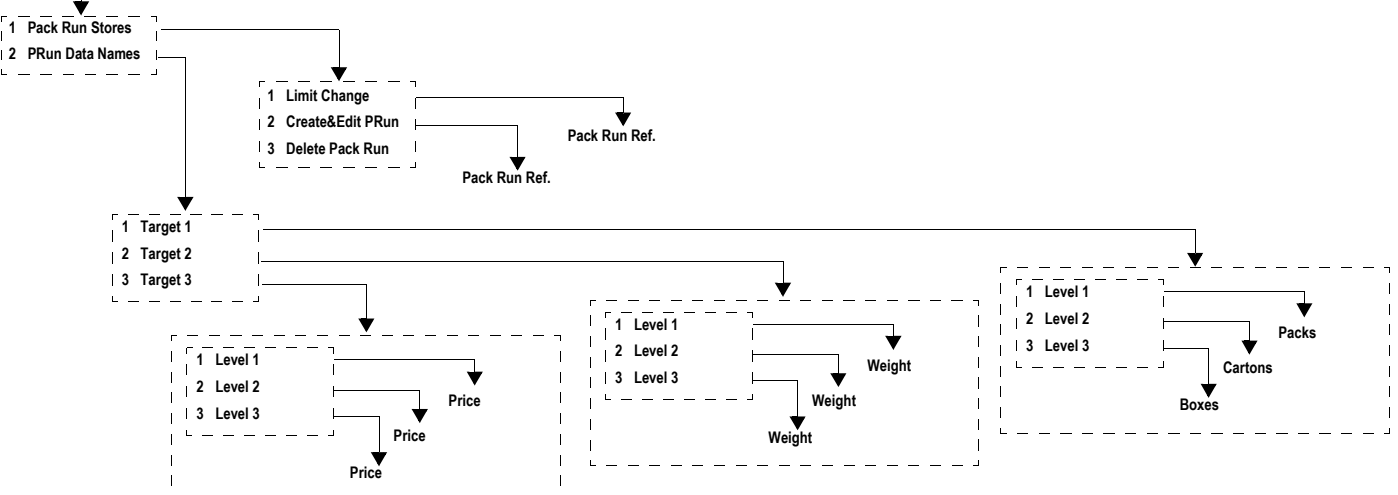 1 Pack Run Stores
2 PRun Data Names
1 Limit Change
2 Create&Edit PRun
3 Delete Pack Run
Pack Run Ref.
Pack Run Ref.
1 Target 1
2 Target 2
3 Target 3
1 Level 1
2 Level 2
3 Level 3
Price
Price
Price
1 Level 1
2 Level 2
3 Level 3
Weight
Weight
Weight
1 Level 1
2 Level 2
3 Level 3
Packs
Cartons
Boxes